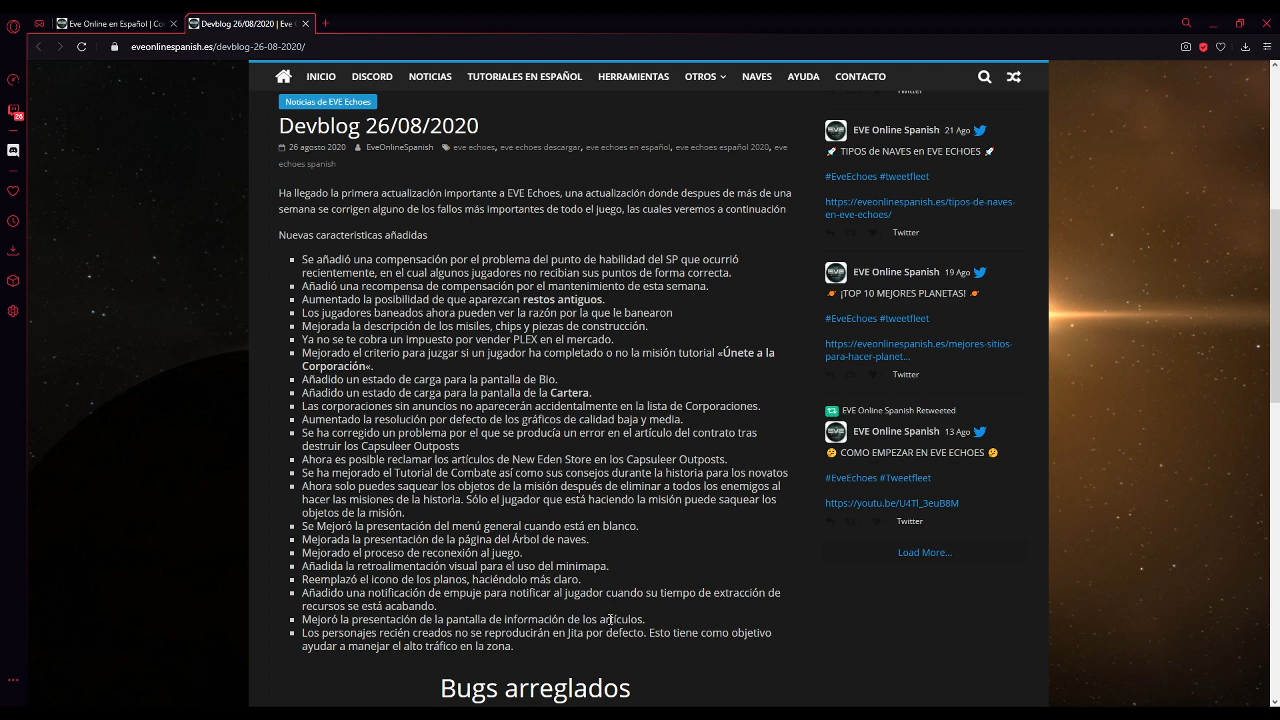 Eve Online en Español | Co
Devblog 26/08/2020 | Eve O
eveonlinespanish.es/devblog-26-08-2020/
26
INICIO DISCORD NOTICIAS TUTORIALES EN ESPAÑOL HERRAMIENTAS OTROS NAVES AYUDA CONTACTO
Noticias de EVE Echoes
Devblog 26/08/2020
26 agosto 2020 EveOnlineSpanish eve echoes, eve echoes descargar, eve echoes en español, eve echoes español 2020, eve
echoes spanish
Ha llegado la primera actualización importante a EVE Echoes, una actualización donde despues de más de una
semana se corrigen alguno de los fallos más importantes de todo el juego, las cuales veremos a continuación
Nuevas caracteristicas añadidas
Se añadió una compensación por el problema del punto de habilidad del SP que ocurrió
recientemente, en el cual algunos jugadores no recibian sus puntos de forma correcta.
Añadió una recompensa de compensación por el mantenimiento de esta semana.
Aumentado la posibilidad de que aparezcan restos antiguos.
Los jugadores baneados ahora pueden ver la razón por la que le banearon
Mejorada la descripción de los misiles, chips y piezas de construcción.
Ya no se te cobra un impuesto por vender PLEX en el mercado.
Mejorado el criterio para juzgar si un jugador ha completado o no la misión tutorial «Únete a la
Corporación«.
Añadido un estado de carga para la pantalla de Bio.
Añadido un estado de carga para la pantalla de la Cartera.
Las corporaciones sin anuncios no aparecerán accidentalmente en la lista de Corporaciones.
Aumentado la resolución por defecto de los gráficos de calidad baja y media.
Se ha corregido un problema por el que se producía un error en el artículo del contrato tras
destruir los Capsuleer Outposts
Ahora es posible reclamar los artículos de New Eden Store en los Capsuleer Outposts.
Se ha mejorado el Tutorial de Combate así como sus consejos durante la historia para los novatos
Ahora solo puedes saquear los objetos de la misión después de eliminar a todos los enemigos al
hacer las misiones de la historia. Sólo el jugador que está haciendo la misión puede saquear los
objetos de la misión.
Se Mejoró la presentación del menú general cuando está en blanco.
Mejorada la presentación de la página del Árbol de naves.
Mejorado el proceso de reconexión al juego.
Añadida la retroalimentación visual para el uso del minimapa.
Reemplazó el icono de los planos, haciéndolo más claro.
Añadido una notificación de empuje para notificar al jugador cuando su tiempo de extracción de
recursos se está acabando.
Mejoró la presentación de la pantalla de información de los artículos.
Los personajes recién creados no se reproducirán en Jita por defecto. Esto tiene como objetivo
ayudar a manejar el alto tráfico en la zona.
Bugs arreglados
Twitter
EVE Online Spanish 21 Ago
🚀 TIPOS de NAVES en EVE ECHOES 🚀
#EveEchoes #tweetfleet
https://eveonlinespanish.es/tipos-de-naves-
en-eve-echoes/
Twitter
EVE Online Spanish 19 Ago
🪐 ¡TOP 10 MEJORES PLANETAS! 🪐
#EveEchoes #tweetfleet
https://eveonlinespanish.es/mejores-sitios-
para-hacer-planet...
Twitter
EVE Online Spanish Retweeted
EVE Online Spanish 13 Ago
🤔 COMO EMPEZAR EN EVE ECHOES 🤔
#EveEchoes #Tweetfleet
https://youtu.be/U4Tl_3euB8M
Twitter
Load More...